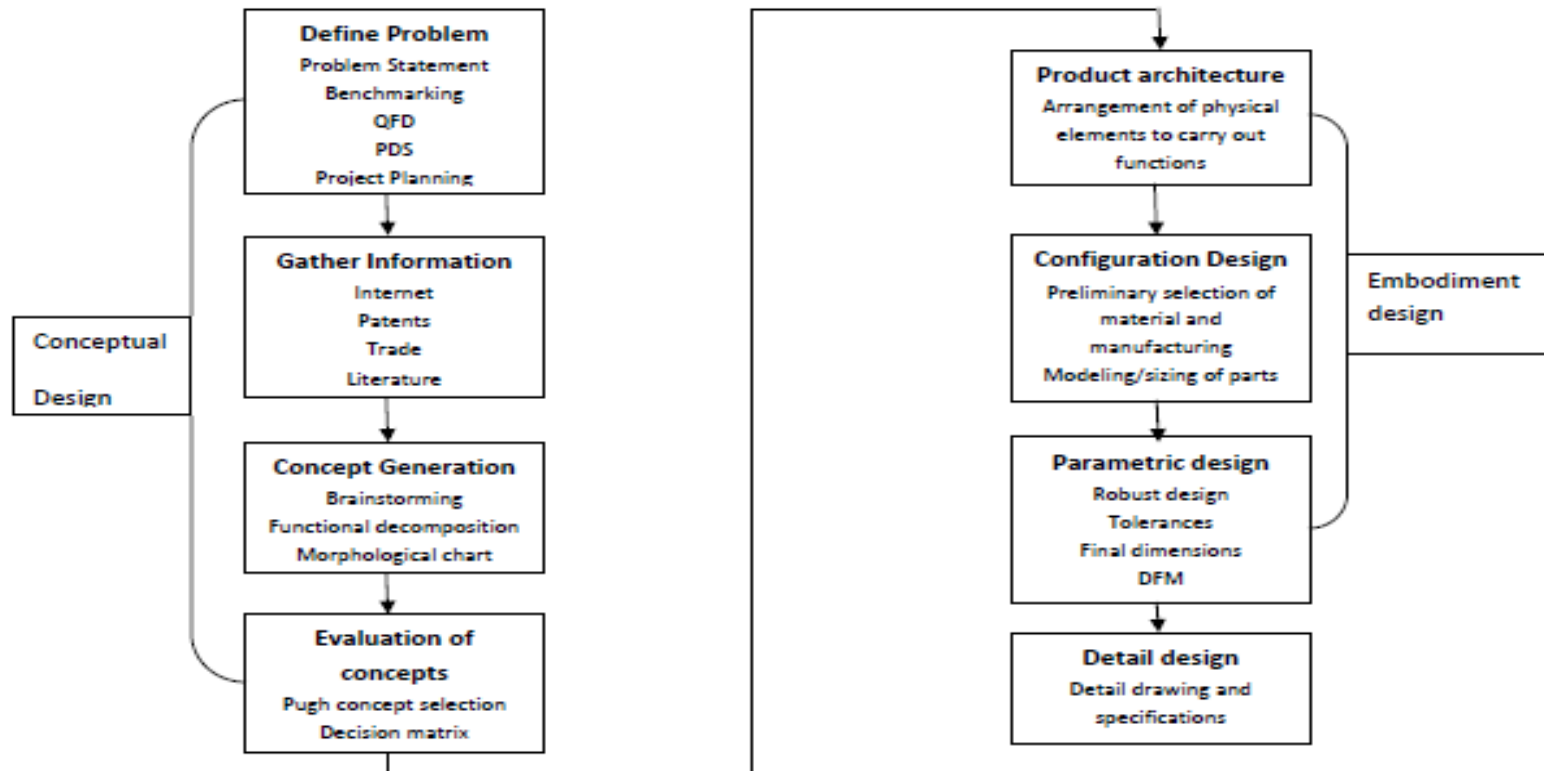 Define Problem
Problem Statement
Benchmarking
QFD
PDS
Project Planning
Gather Information
Internet
Patents
Trade
Literature
Conceptual
Design
Concept Generation
Brainstorming
Functional decomposition
Morphological chart
Evaluation of
concepts
Pugh concept selection
Decision matrix
Product architecture
Arrangement of physical
elements to carry out
functions
Configuration Design
Preliminary selection of
material and
manufacturing
Modeling/sizing of parts
Embodiment
design
Parametric design
Robust design
Tolerances
Final dimensions
DFM
Detail design
Detail drawing and
specifications